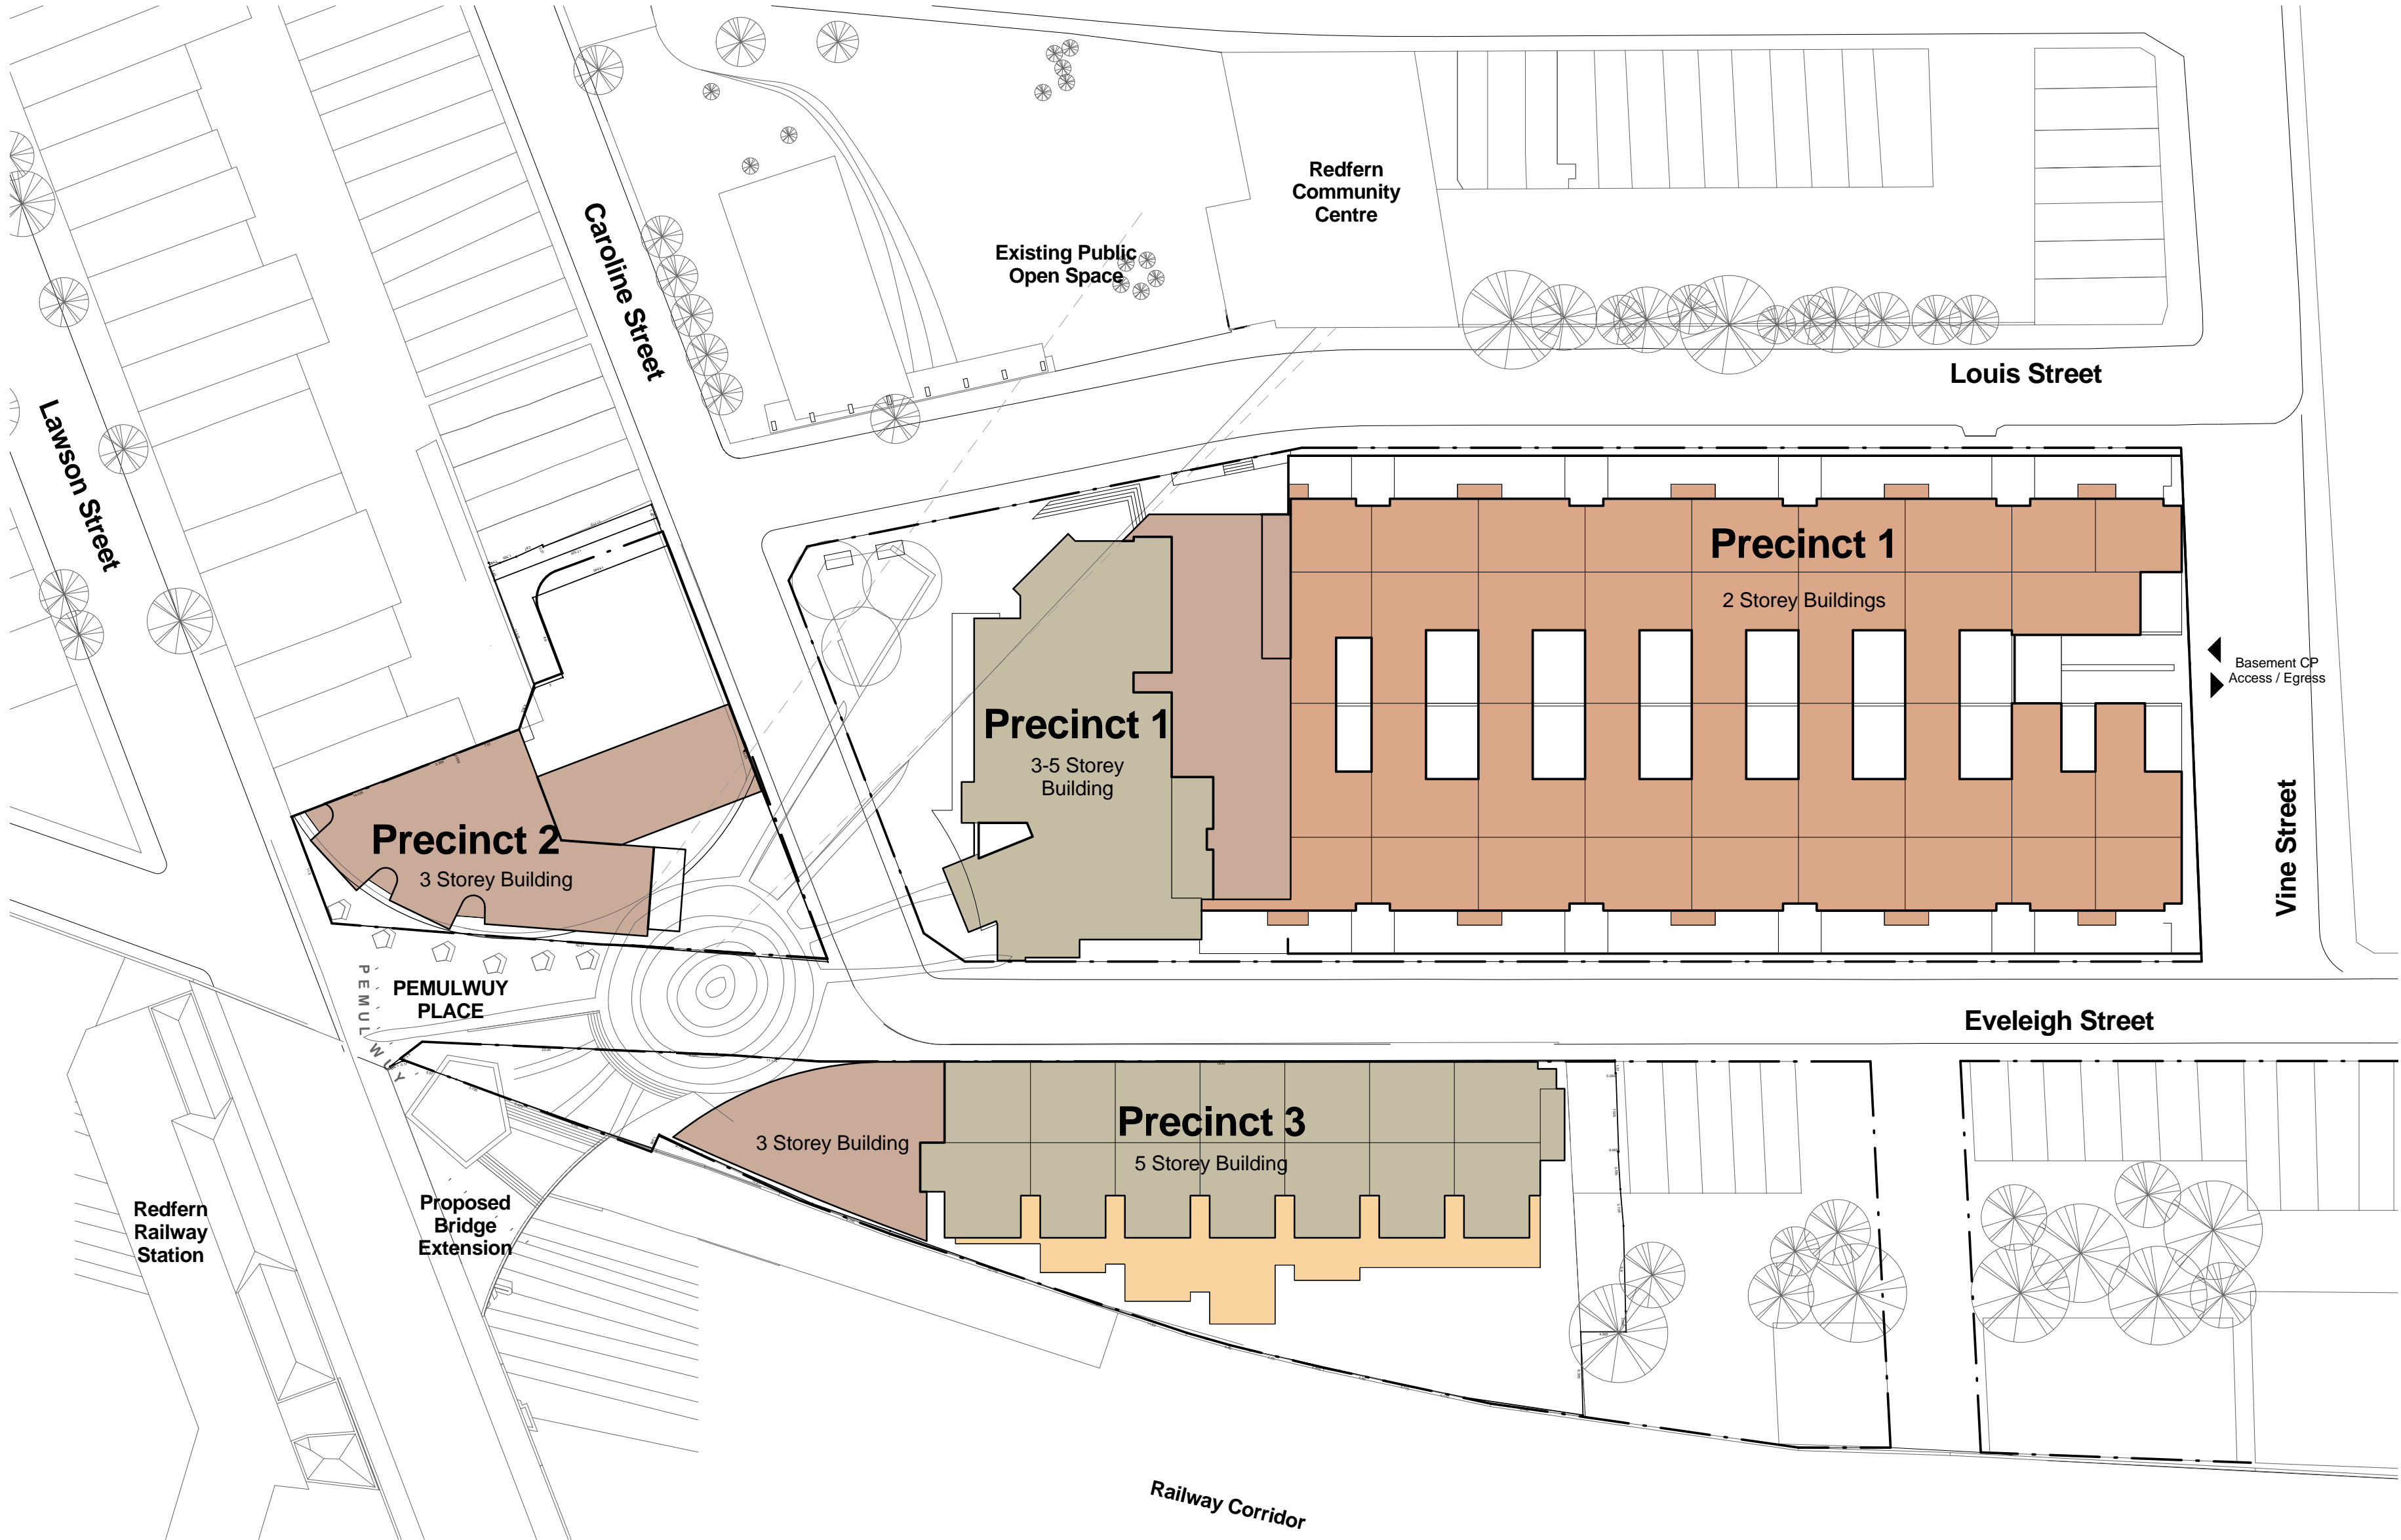 Redfern
Community
Centre
Caroline Street
Existing Public
Open Space
Louis Street
Lawson Street
Precinct 1
2 Storey Buildings
Basement CP
Access / Egress
Precinct 1
3-5 Storey
Building
Vine Street
Precinct 2
3 Storey Building
PEMULWUY
PEMULWUY
PLACE
Eveleigh Street
Precinct 3
3 Storey Building
5 Storey Building
Redfern
Railway
Station
Proposed
Bridge
Extension
Railway Corridor